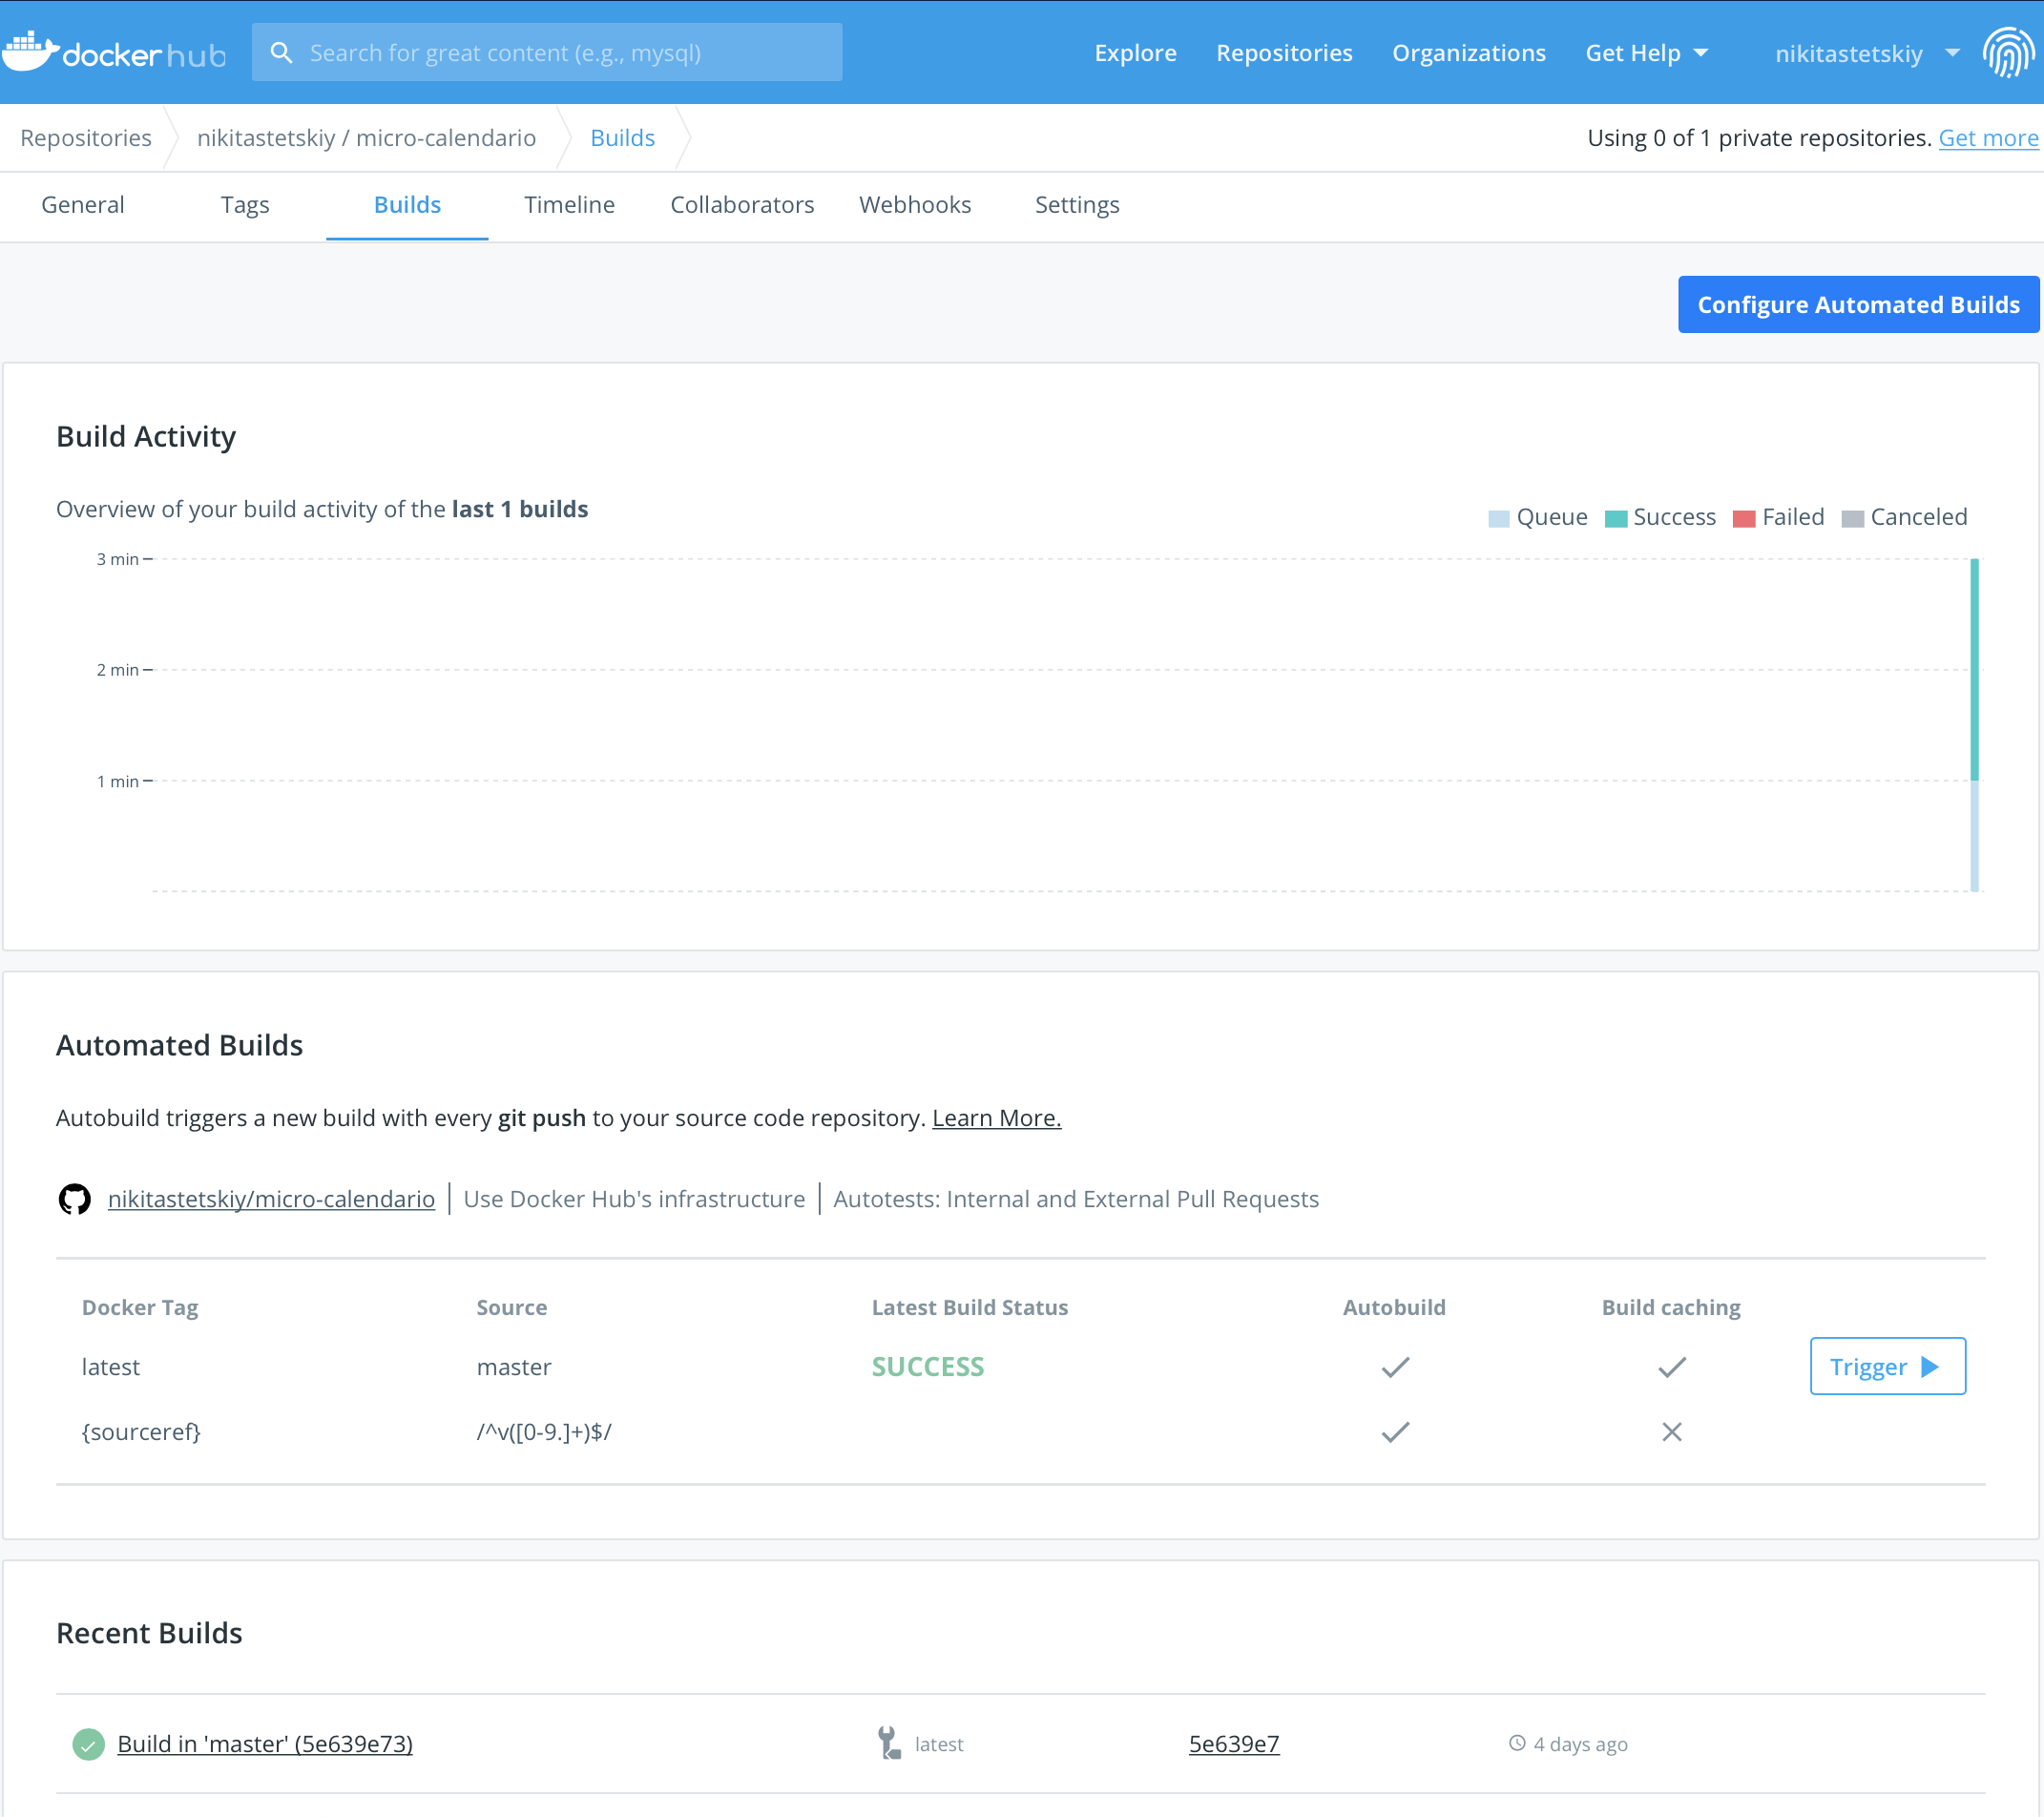 docker hub Search for great content (e.g., mysql) Explore Repositories Organizations Get Help nikitastetskiy
Repositories nikitastetskiy / micro-calendario Builds Using 0 of 1 private repositories. Get more
General Tags Builds Timeline Collaborators Webhooks Settings
Configure Automated Builds
Build Activity
Overview of your build activity of the last 1 builds
Queue Success Failed Canceled
3 min
2 min
1 min
Automated Builds
Autobuild triggers a new build with every git push to your source code repository. Learn More.
nikitastetskiy/micro-calendario Use Docker Hub's infrastructure Autotests: Internal and External Pull Requests
Docker Tag Source Latest Build Status Autobuild Build caching
latest master SUCCESS Trigger
{sourceref} /^v([0-9.]+)$/
Recent Builds
Build in 'master' (5e639e73) latest 5e639e7 4 days ago